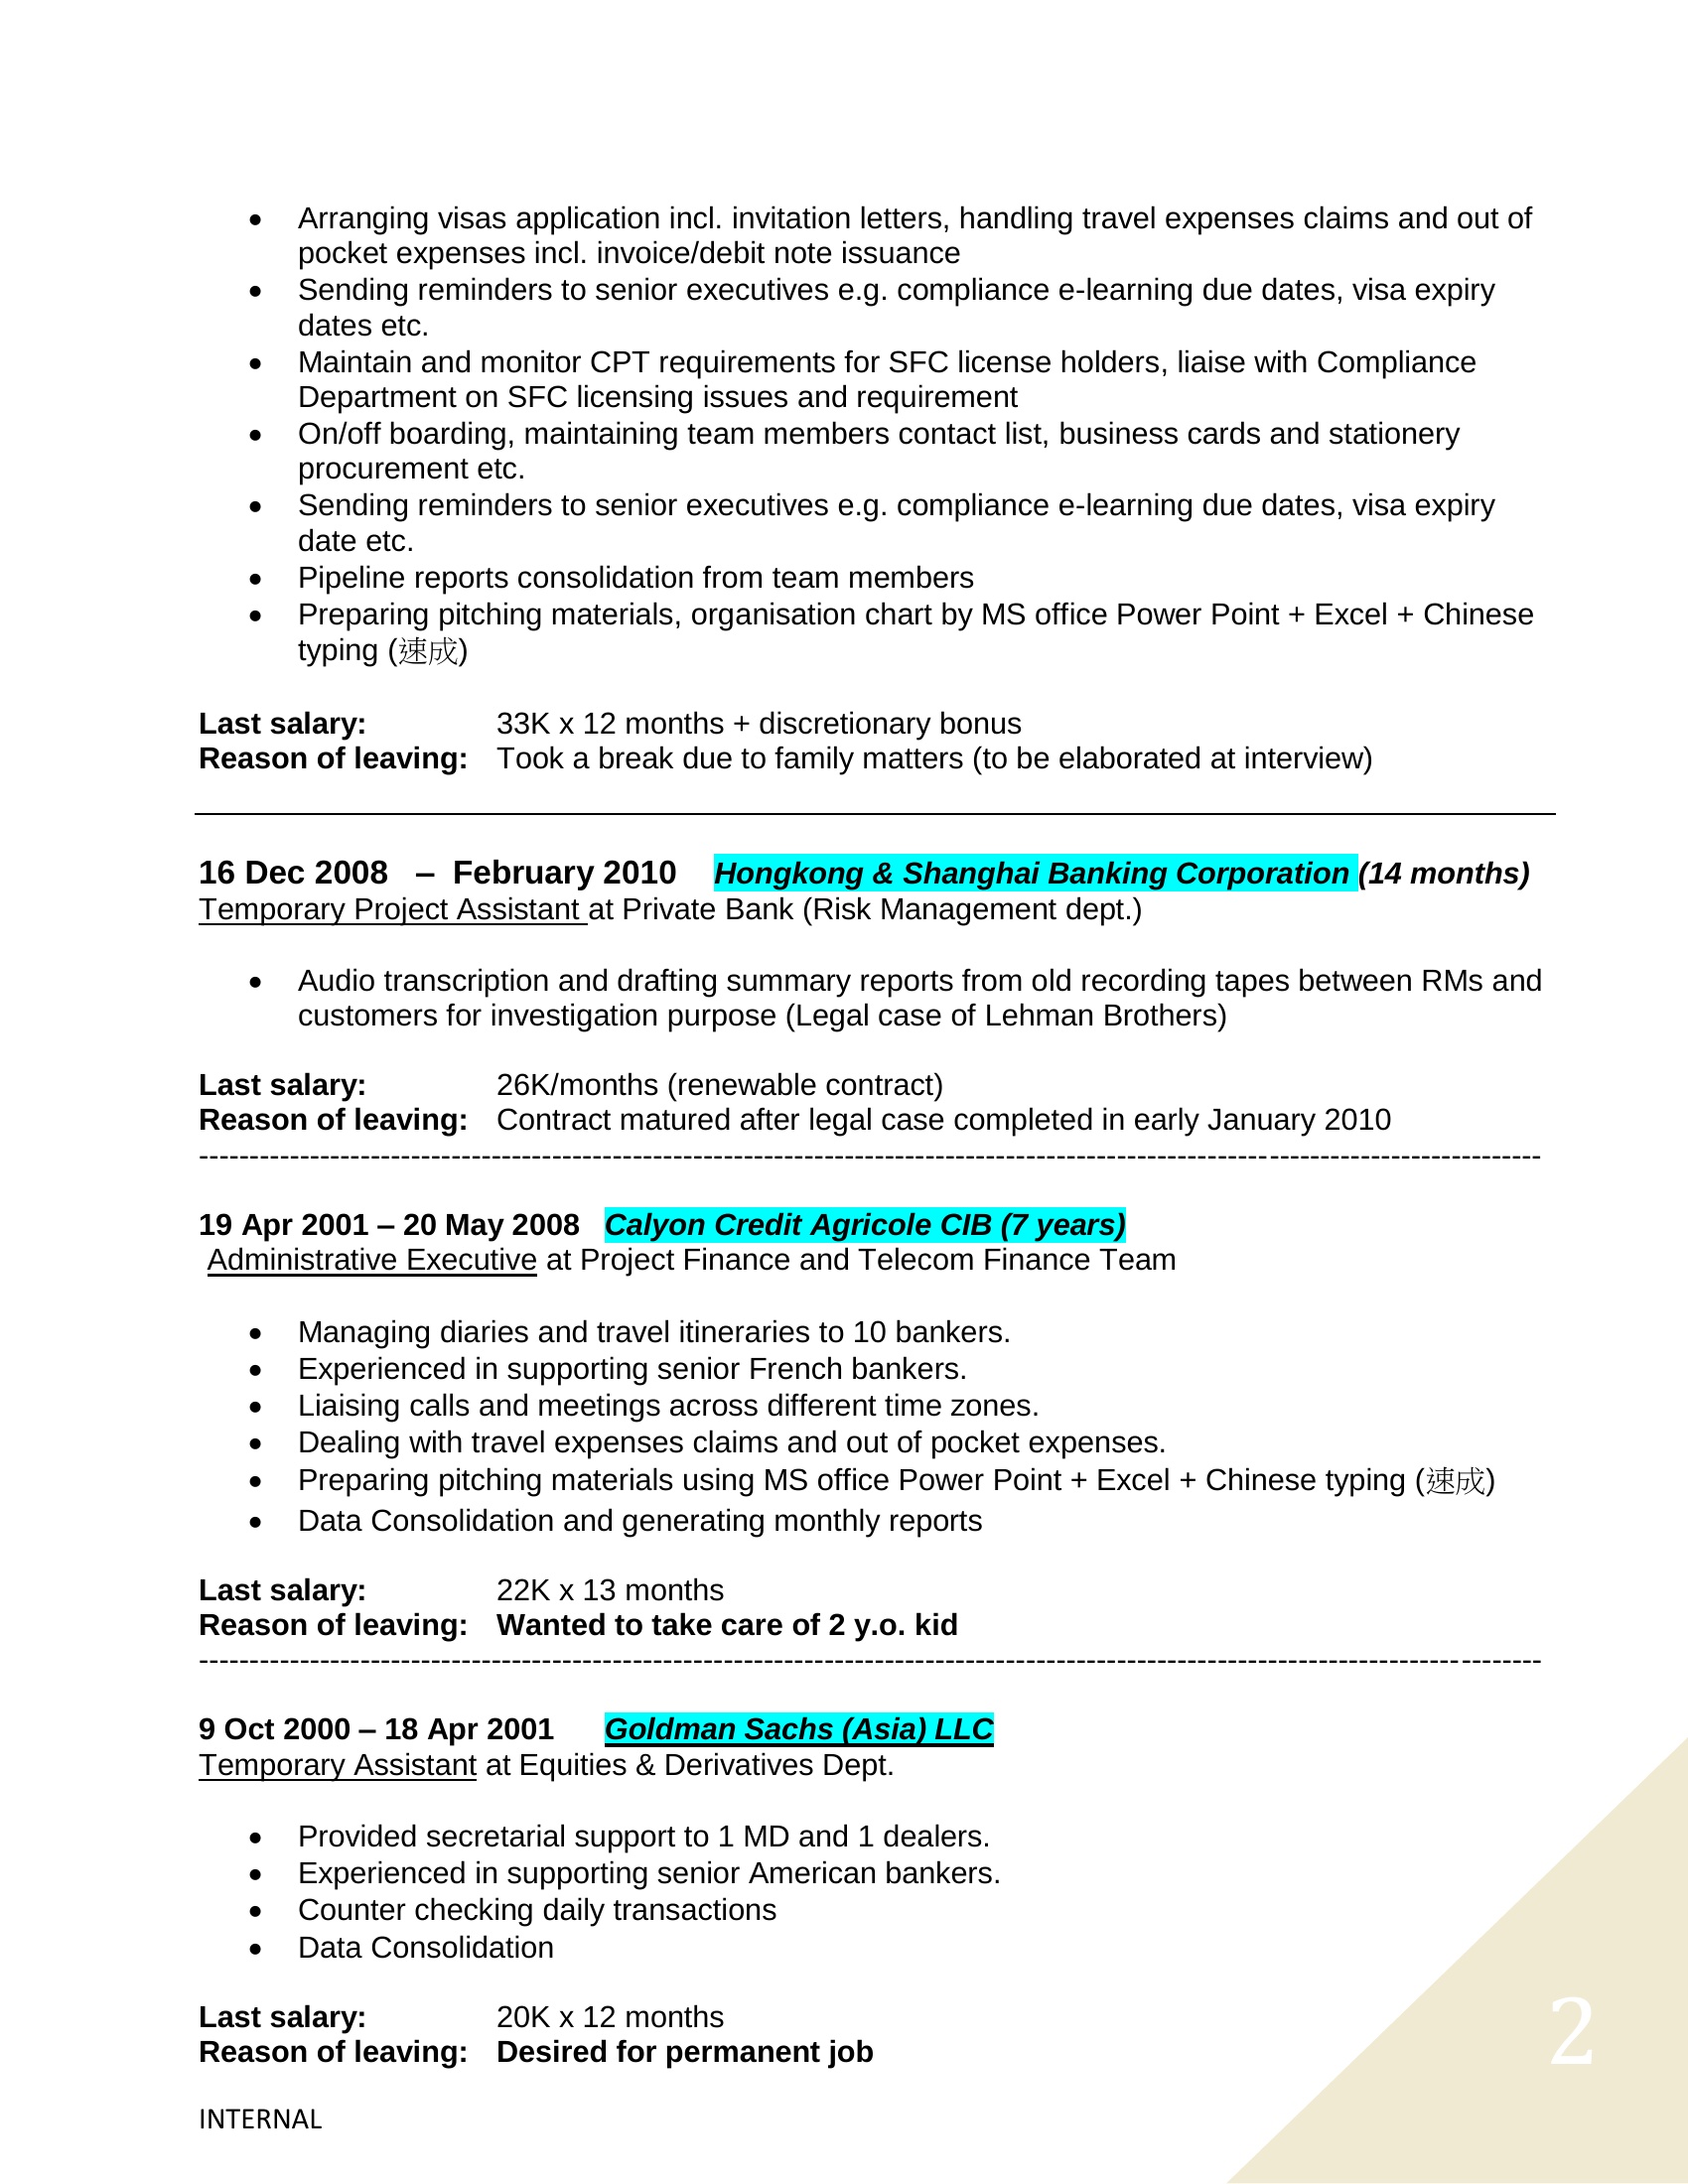 • Arranging visas application incl. invitation letters, handling travel expenses claims and out of
pocket expenses incl. invoice/debit note issuance
• Sending reminders to senior executives e.g. compliance e-learning due dates, visa expiry
dates etc.
• Maintain and monitor CPT requirements for SFC license holders, liaise with Compliance
Department on SFC licensing issues and requirement
• On/off boarding, maintaining team members contact list, business cards and stationery
procurement etc.
• Sending reminders to senior executives e.g. compliance e-learning due dates, visa expiry
date etc.
• Pipeline reports consolidation from team members
• Preparing pitching materials, organisation chart by MS office Power Point + Excel + Chinese
typing (速成)
Last salary: 33K x 12 months + discretionary bonus
Reason of leaving: Took a break due to family matters (to be elaborated at interview)
16 Dec 2008 – February 2010 Hongkong & Shanghai Banking Corporation (14 months)
Temporary Project Assistant at Private Bank (Risk Management dept.)
• Audio transcription and drafting summary reports from old recording tapes between RMs and
customers for investigation purpose (Legal case of Lehman Brothers)
Last salary: 26K/months (renewable contract)
Reason of leaving: Contract matured after legal case completed in early January 2010
19 Apr 2001 – 20 May 2008 Calyon Credit Agricole CIB (7 years)
Administrative Executive at Project Finance and Telecom Finance Team
• Managing diaries and travel itineraries to 10 bankers.
• Experienced in supporting senior French bankers.
• Liaising calls and meetings across different time zones.
• Dealing with travel expenses claims and out of pocket expenses.
• Preparing pitching materials using MS office Power Point + Excel + Chinese typing (速成)
• Data Consolidation and generating monthly reports
Last salary: 22K x 13 months
Reason of leaving: Wanted to take care of 2 y.o. kid
9 Oct 2000 – 18 Apr 2001 Goldman Sachs (Asia) LLC
Temporary Assistant at Equities & Derivatives Dept.
• Provided secretarial support to 1 MD and 1 dealers.
• Experienced in supporting senior American bankers.
• Counter checking daily transactions
• Data Consolidation
Last salary: 20K x 12 months
Reason of leaving: Desired for permanent job
2
INTERNAL